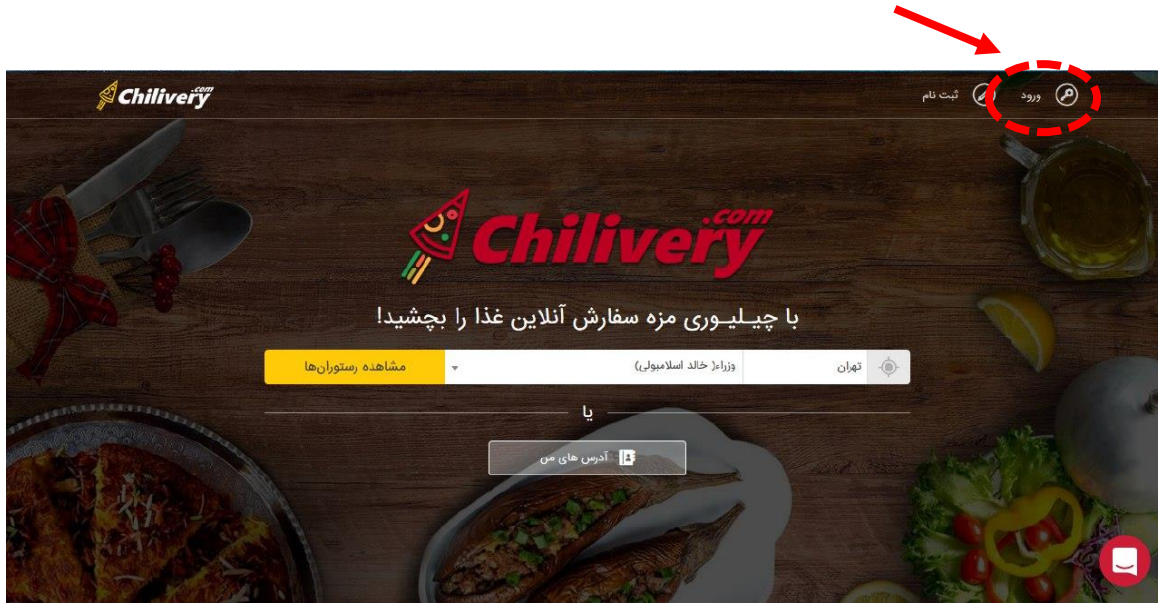 ورود
ثبت نام
Chilivery.com
Chilivery.com
با چیـلیـوری مزه سفارش آنلاین غذا را بچشید!
تهران
وزراء( خالد اسلامبولی)
مشاهده رستوران‌ها
یا
آدرس های من